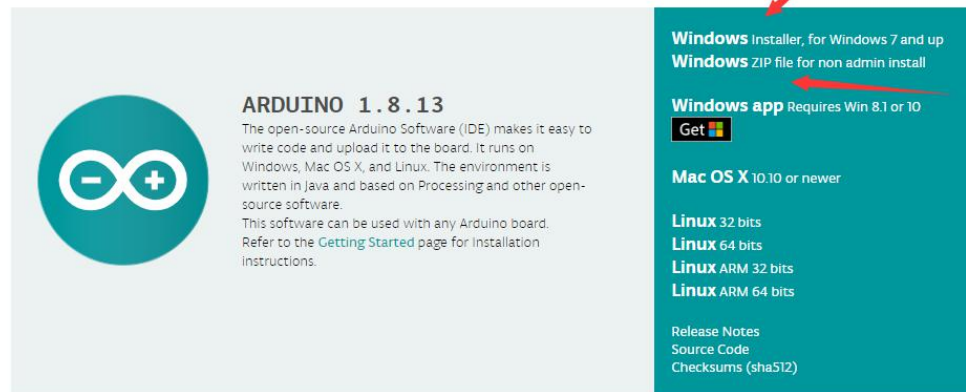 ARDUINO 1.8.13
The open-source Arduino Software (IDE) makes it easy to
write code and upload it to the board. It runs on
Windows, Mac OS X, and Linux. The environment is
written in Java and based on Processing and other open-
source software.
This software can be used with any Arduino board.
Refer to the Getting Started page for Installation
instructions.
Windows Installer, for Windows 7 and up
Windows ZIP file for non admin install
Windows app Requires Win 8.1 or 10
Get
Mac OS X 10.10 or newer
Linux 32 bits
Linux 64 bits
Linux ARM 32 bits
Linux ARM 64 bits
Release Notes
Source Code
Checksums (sha512)